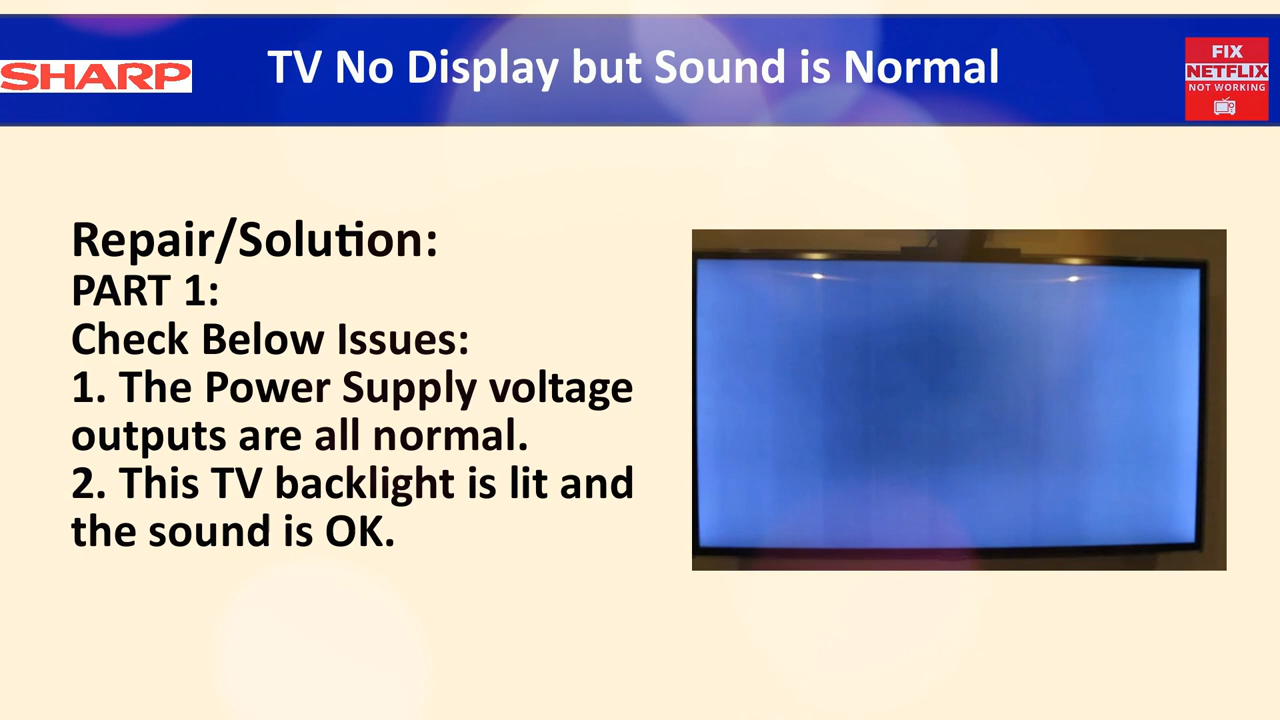 TV No Display but Sound is Normal
SHARP
FIX
NETFLIX
NOT WORKING
Repair/Solution:
PART 1:
Check Below Issues:
1. The Power Supply voltage
outputs are all normal.
2. This TV backlight is lit and
the sound is OK.